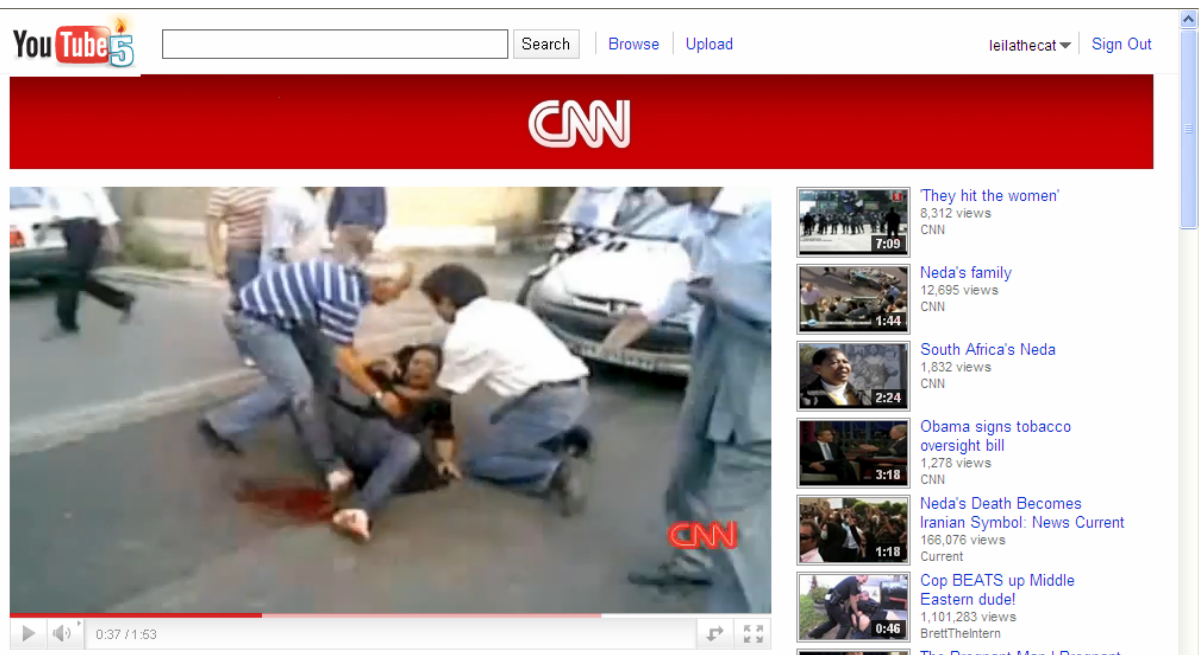 YouTube 5
Search
Browse
Upload
leilathecat
Sign Out
CNN
CNN
0:37 / 1:53
7:09
'They hit the women'
8,312 views
CNN
1:44
Neda's family
12,695 views
CNN
2:24
South Africa's Neda
1,832 views
CNN
3:18
Obama signs tobacco
oversight bill
1,278 views
CNN
1:18
Neda's Death Becomes
Iranian Symbol: News Current
166,076 views
Current
0:46
Cop BEATS up Middle
Eastern dude!
1,101,283 views
BrettTheIntern
The Pregnant Man | Pregnant